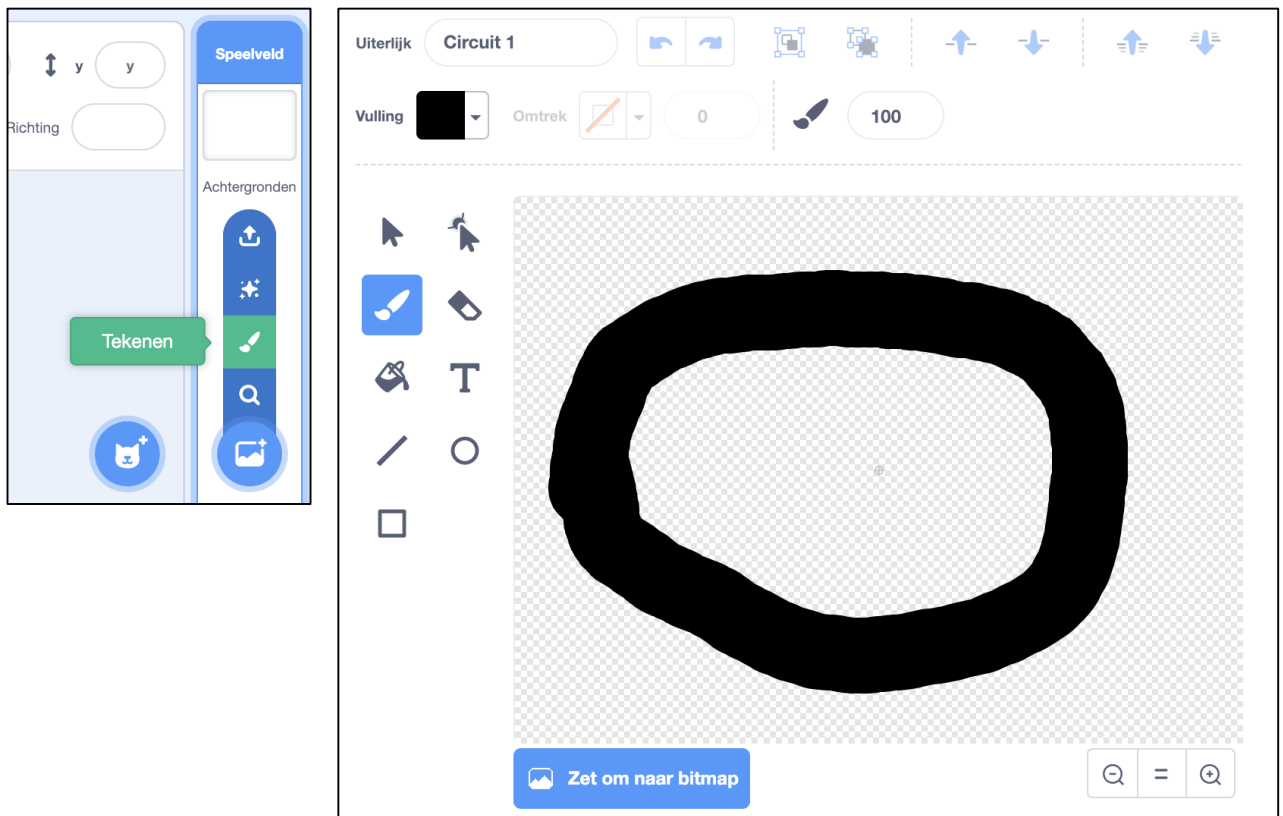 y y
Richting
Speelveld
Achtergronden
Tekenen
Uiterlijk Circuit 1
Vulling Omtrek 0 100
T
Zet om naar bitmap